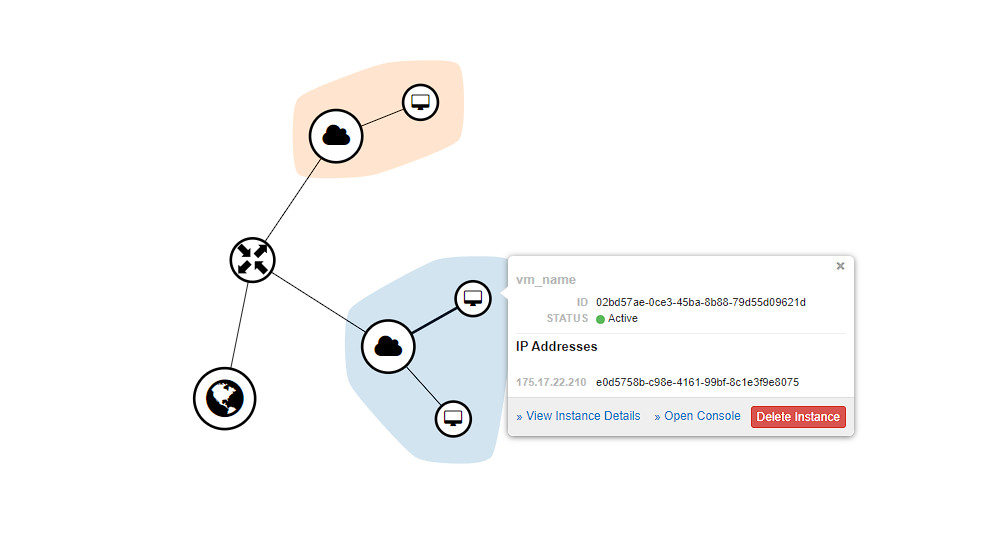 ×
vm_name
ID 02bd57ae-0ce3-45ba-8b88-79d55d09621d
STATUS Active
IP Addresses
175.17.22.210 e0d5758b-c98e-4161-99bf-8c1e3f9e8075
» View Instance Details » Open Console Delete Instance